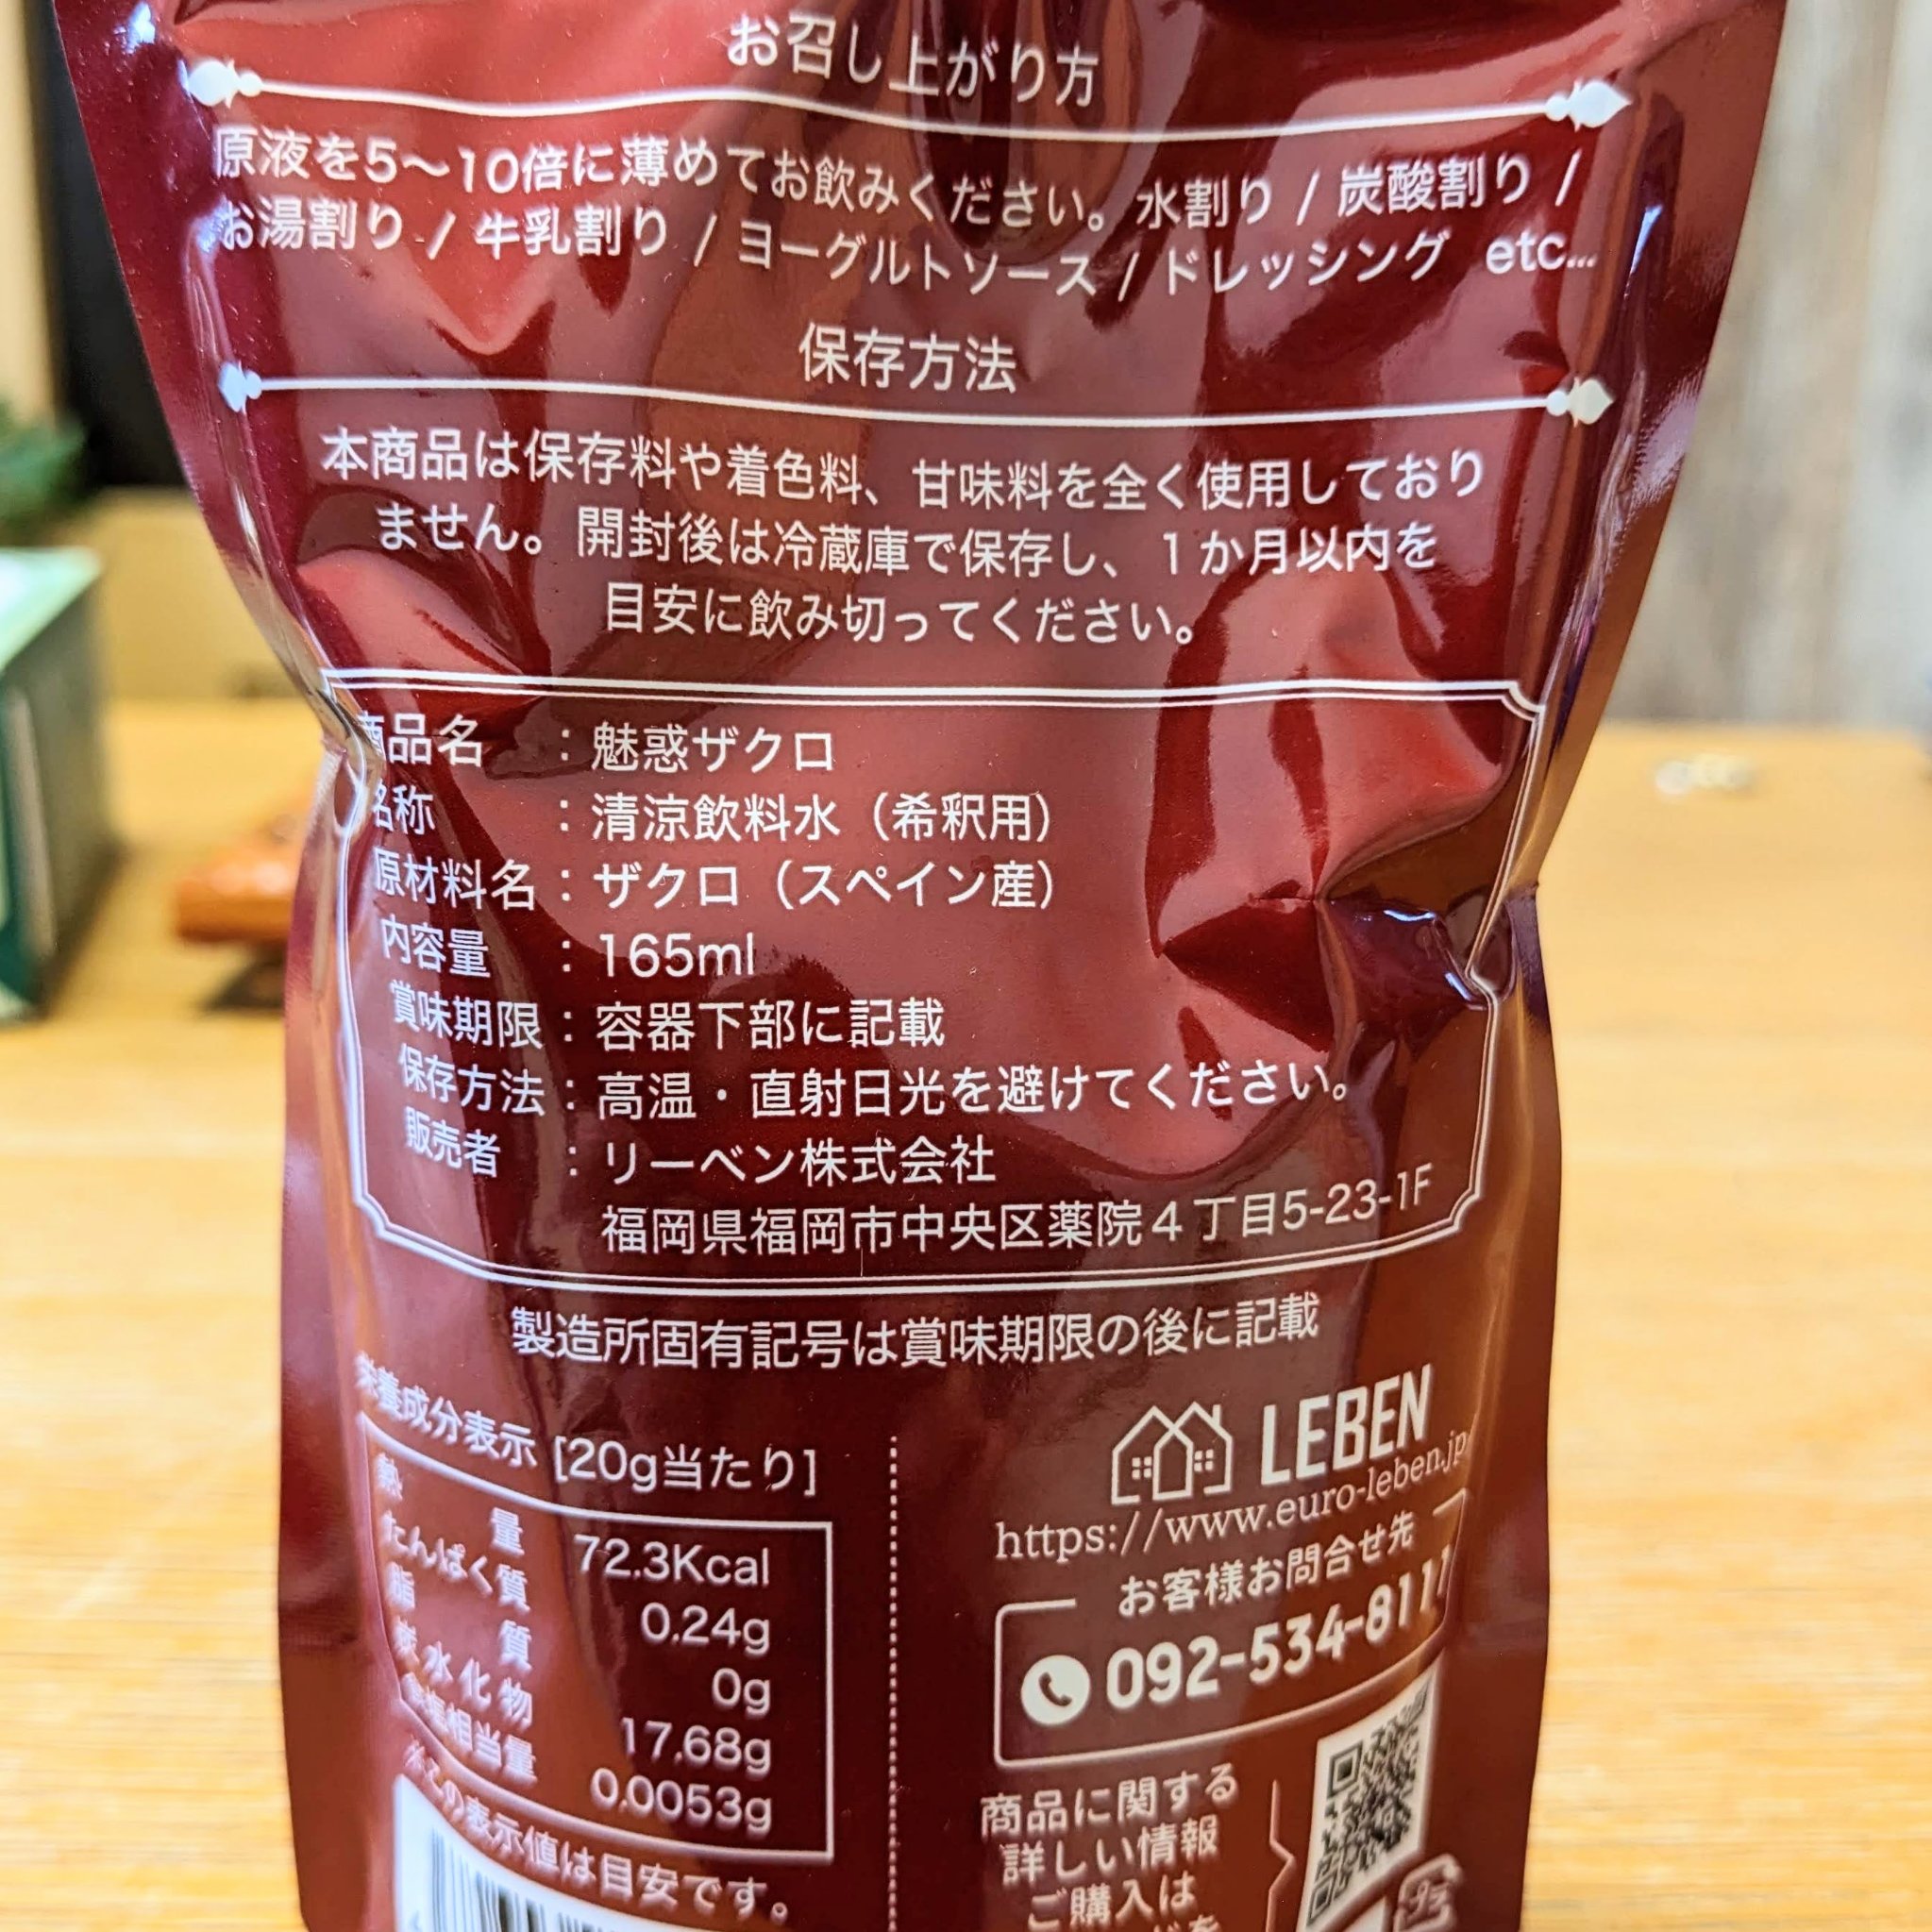 お召し上がり方
原液を5〜10倍に薄めてお飲みください。水割り / 炭酸割り /
お湯割り / 牛乳割り / ヨーグルトソース / ドレッシング etc...
保存方法
本商品は保存料や着色料、甘味料を全く使用しており
ません。開封後は冷蔵庫で保存し、1か月以内を
目安に飲み切ってください。
商品名 : 魅惑ザクロ
名称 : 清涼飲料水（希釈用）
原材料名 : ザクロ（スペイン産）
内容量 : 165ml
賞味期限 : 容器下部に記載
保存方法 : 高温・直射日光を避けてください。
販売者 : リーベン株式会社
福岡県福岡市中央区薬院4丁目5-23-1F
製造所固有記号は賞味期限の後に記載
栄養成分表示 [20g当たり]
熱量 72.3Kcal
たんぱく質 0.24g
脂質 0g
炭水化物 17.68g
食塩相当量 0.0053g
※この表示値は目安です。
LEBEN
https://www.euro-leben.jp
お客様お問合せ先
092-534-8111
商品に関する
詳しい情報
ご購入は